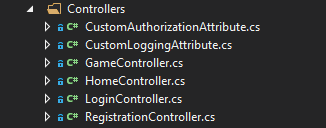 Controllers
C# CustomAuthorizationAttribute.cs
C# CustomLoggingAttribute.cs
C# GameController.cs
C# HomeController.cs
C# LoginController.cs
C# RegistrationController.cs